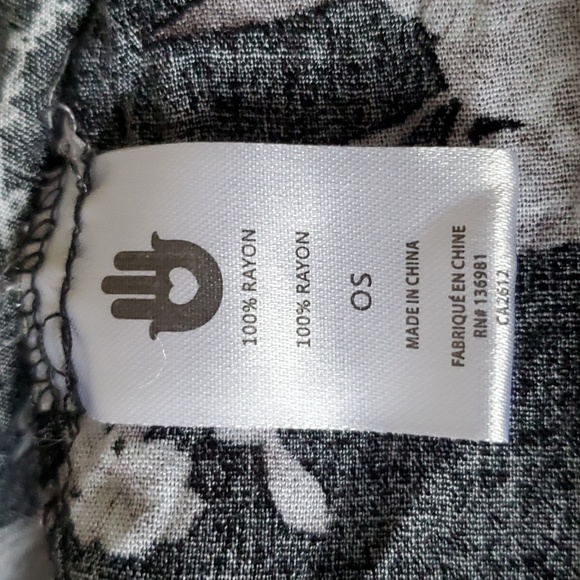 100% RAYON
100% RAYON
OS
MADE IN CHINA
FABRIQUÉ EN CHINE
RN# 136981
CA2612